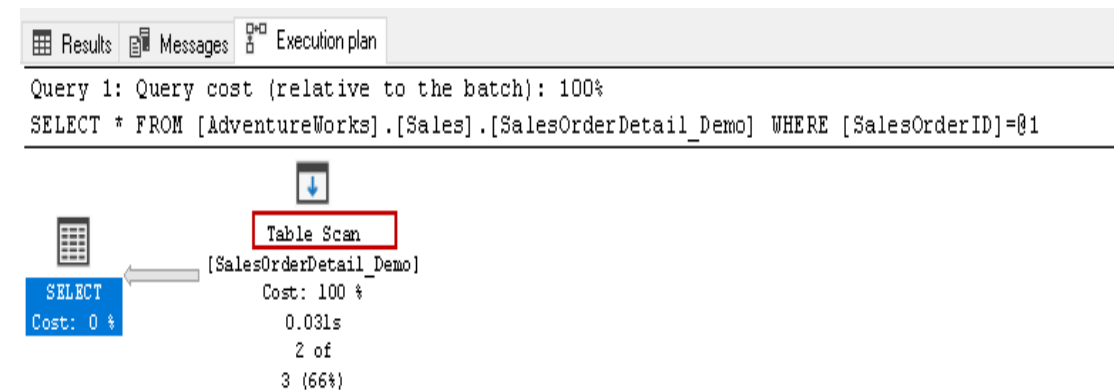 Results Messages Execution plan
Query 1: Query cost (relative to the batch): 100%
SELECT * FROM [AdventureWorks].[Sales].[SalesOrderDetail_Demo] WHERE [SalesOrderID]=@1
Table Scan
[SalesOrderDetail_Demo]
Cost: 100 %
0.031s
2 of
3 (66%)
SELECT
Cost: 0 %